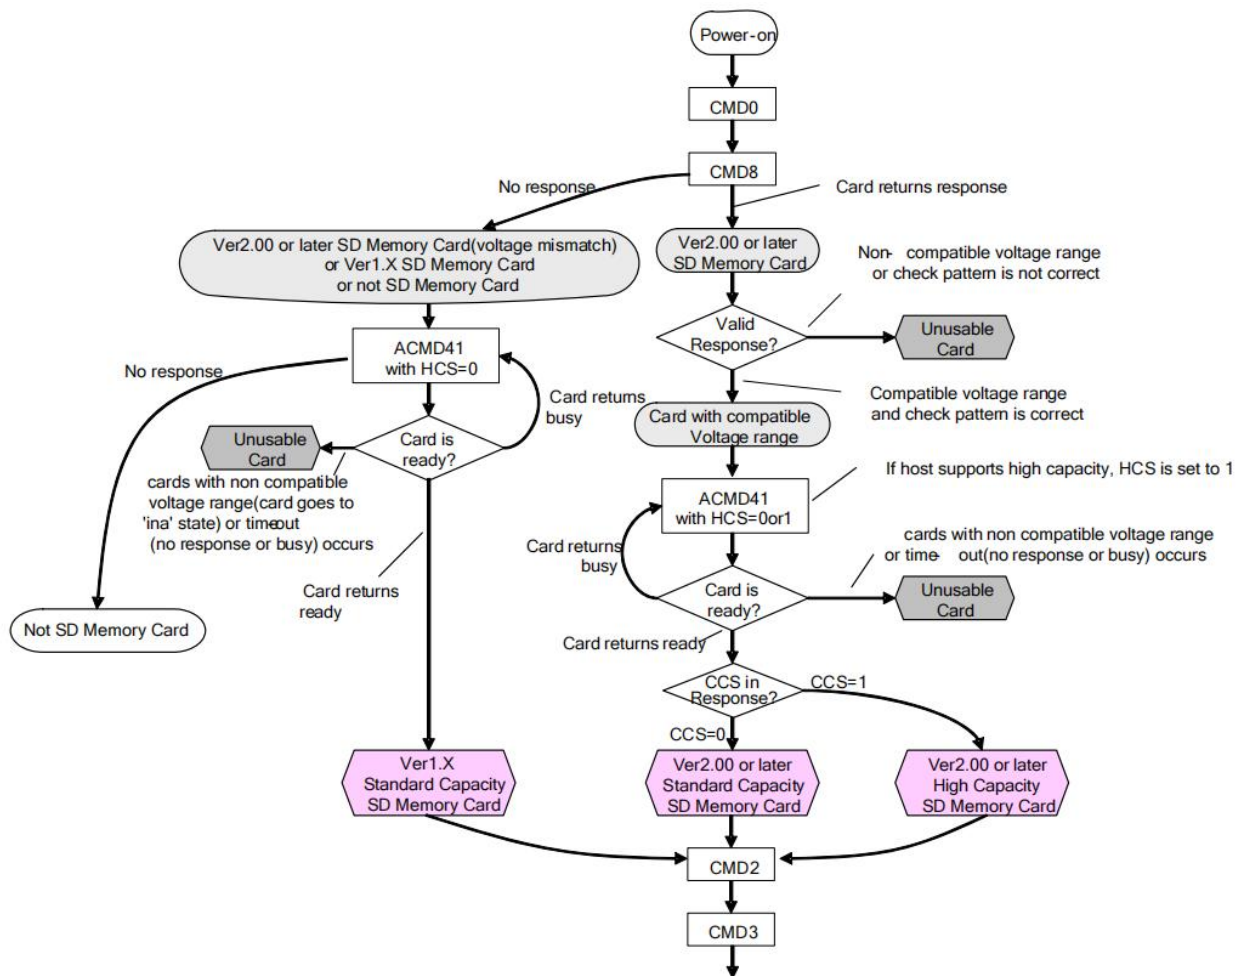 Power-on
CMD0
CMD8
No response
Card returns response
Ver2.00 or later SD Memory Card(voltage mismatch)
or Ver1.X SD Memory Card
or not SD Memory Card
Ver2.00 or later
SD Memory Card
Non- compatible voltage range
or check pattern is not correct
Valid
Response?
Unusable
Card
ACMD41
with HCS=0
No response
Card returns
busy
Compatible voltage range
and check pattern is correct
Card with compatible
Voltage range
Unusable
Card
Card is
ready?
cards with non compatible
voltage range(card goes to
'ina' state) or time-out
(no response or busy) occurs
If host supports high capacity, HCS is set to 1
ACMD41
with HCS=0or1
Card returns
busy
cards with non compatible voltage range
or time- out(no response or busy) occurs
Card is
ready?
Unusable
Card
Card returns
ready
Not SD Memory Card
Card returns ready
CCS in
Response?
CCS=1
CCS=0
Ver1.X
Standard Capacity
SD Memory Card
Ver2.00 or later
Standard Capacity
SD Memory Card
Ver2.00 or later
High Capacity
SD Memory Card
CMD2
CMD3